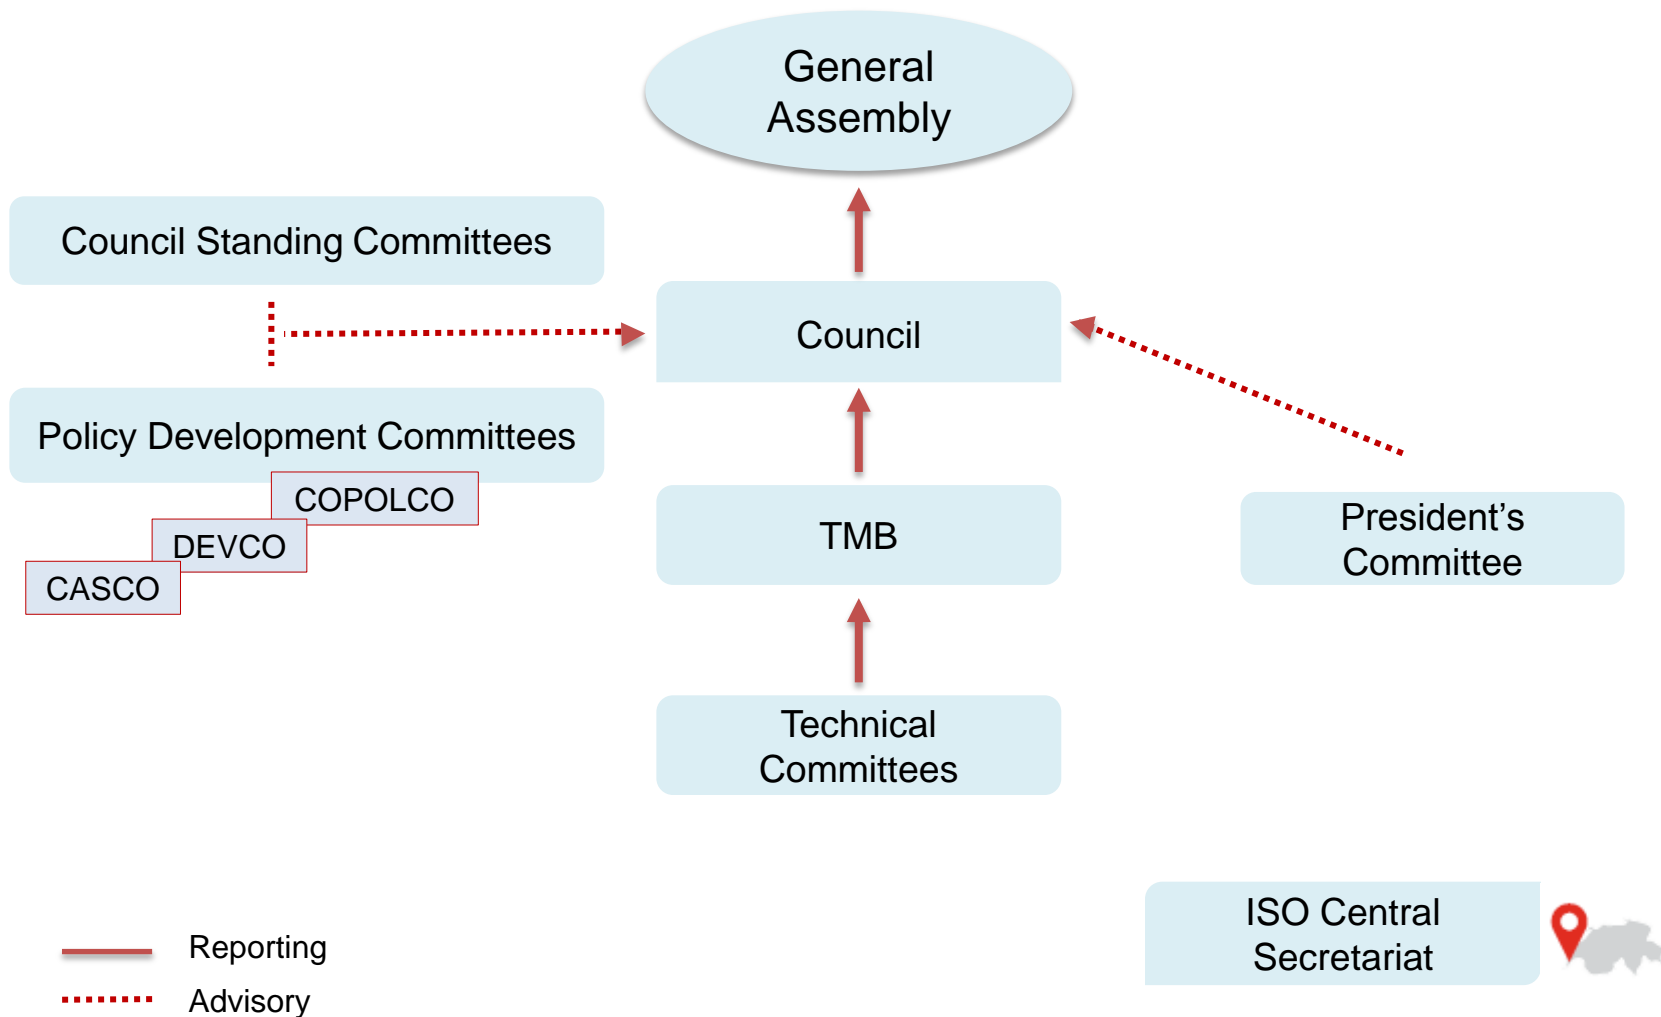 General
Assembly
Council Standing Committees
Council
Policy Development Committees
COPOLCO
DEVCO
CASCO
TMB
President’s
Committee
Technical
Committees
ISO Central
Secretariat
Reporting
Advisory